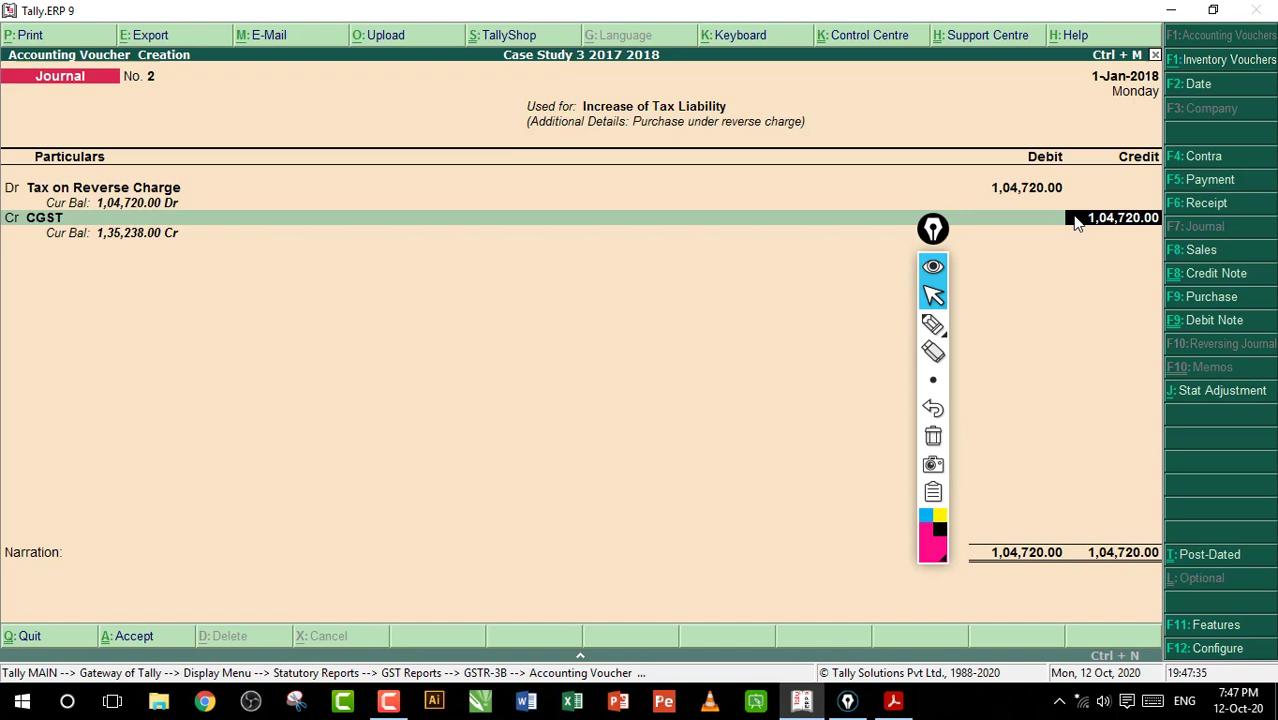 Tally.ERP 9
P: Print
E: Export
M: E-Mail
O: Upload
S: TallyShop
G: Language
K: Keyboard
K: Control Centre
H: Support Centre
H: Help
F1: Accounting Vouchers
Accounting Voucher Creation
Case Study 3 2017 2018
Ctrl + M
F1: Inventory Vouchers
Journal
No. 2
1-Jan-2018
F2: Date
Monday
Used for: Increase of Tax Liability
F3: Company
(Additional Details: Purchase under reverse charge)
Particulars
Debit
Credit
F4: Contra
Dr Tax on Reverse Charge
1,04,720.00
F5: Payment
Cur Bal: 1,04,720.00 Dr
F6: Receipt
Cr CGST
1,04,720.00
F7: Journal
Cur Bal: 1,35,238.00 Cr
F8: Sales
F8: Credit Note
F9: Purchase
F9: Debit Note
F10: Reversing Journal
F10: Memos
J: Stat Adjustment
Narration:
1,04,720.00
1,04,720.00
T: Post-Dated
L: Optional
F11: Features
Q: Quit
A: Accept
D: Delete
X: Cancel
F12: Configure
Ctrl + N
Tally MAIN --> Gateway of Tally --> Display Menu --> Statutory Reports --> GST Reports --> GSTR-3B --> Accounting Voucher ...
© Tally Solutions Pvt Ltd., 1988-2020
Mon, 12 Oct, 2020
19:47:35
ENG
7:47 PM
12-Oct-20